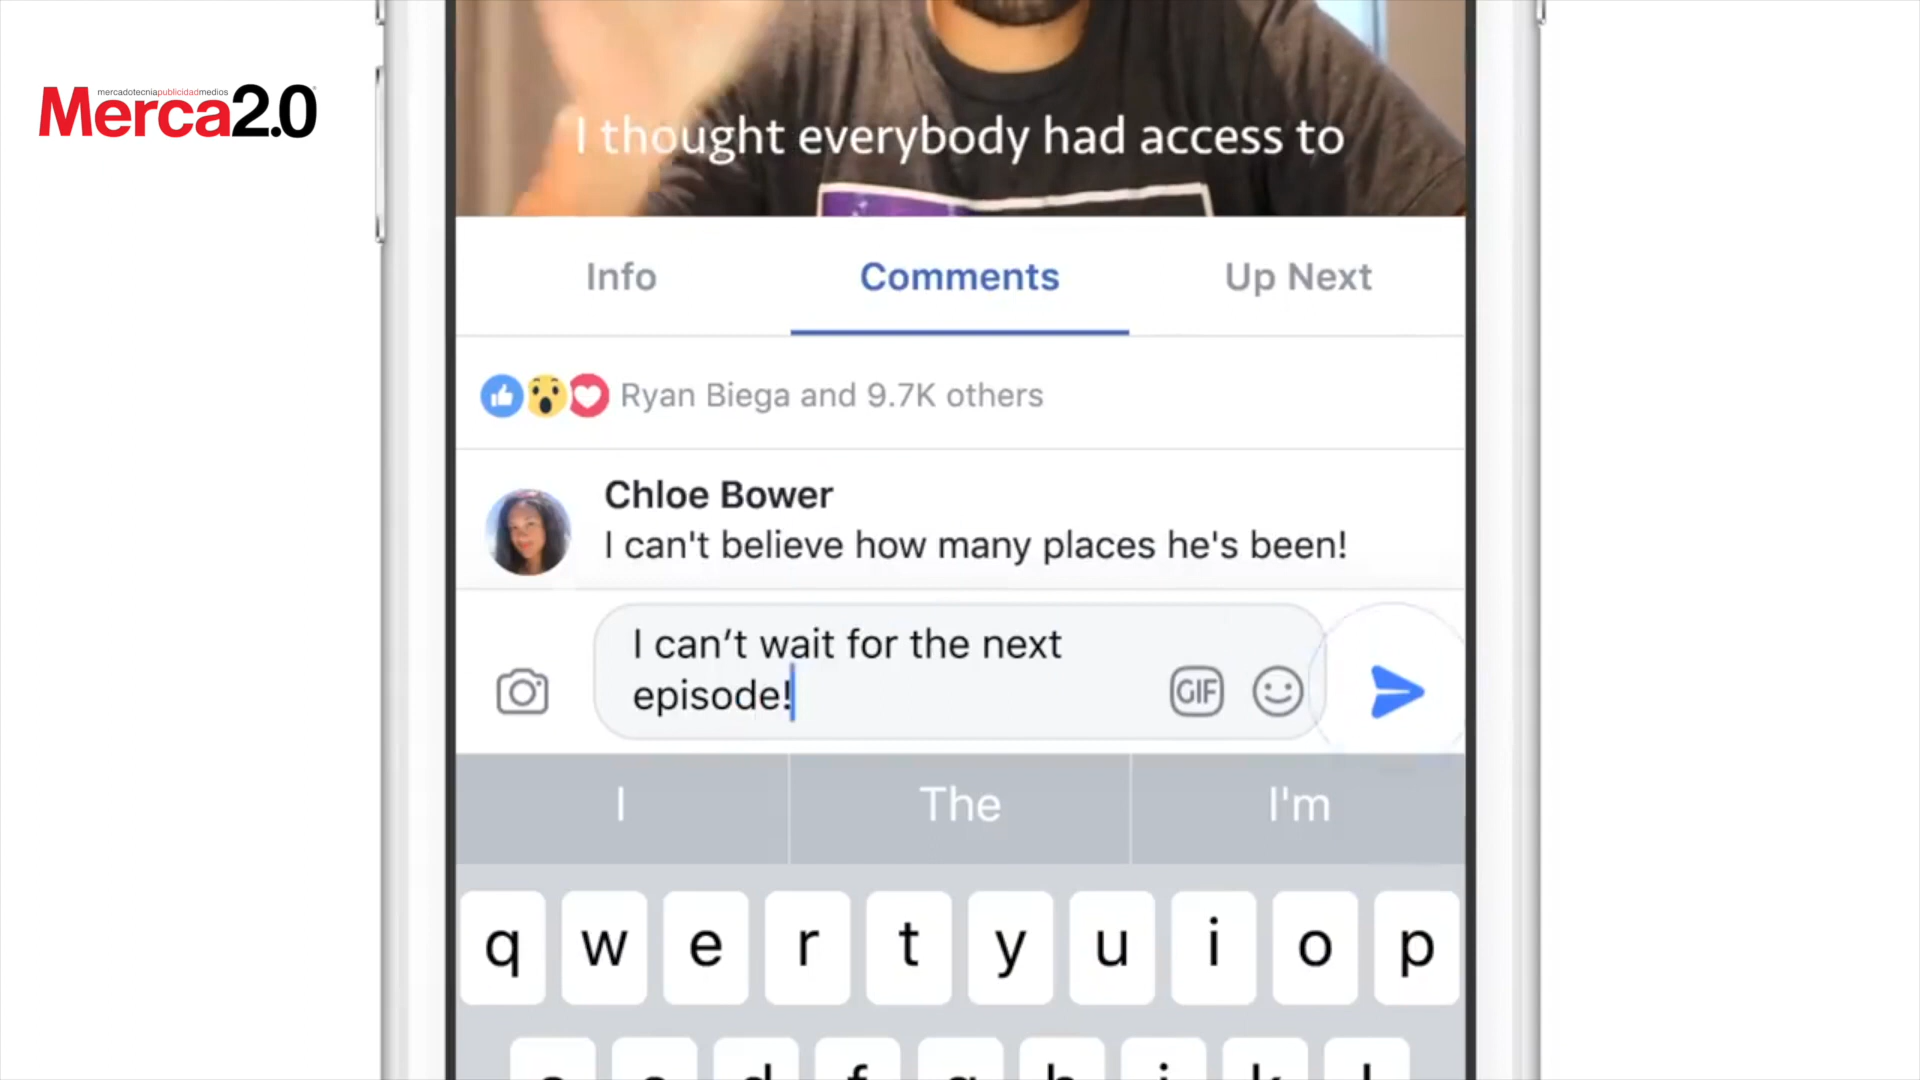 mercadotecniapublicidadmedios
Merca2.0
I thought everybody had access to
Info
Comments
Up Next
Ryan Biega and 9.7K others
Chloe Bower
I can't believe how many places he's been!
I can’t wait for the next
episode!
GIF
I
The
I'm
q w e r t y u i o p
a s d f g h j k l